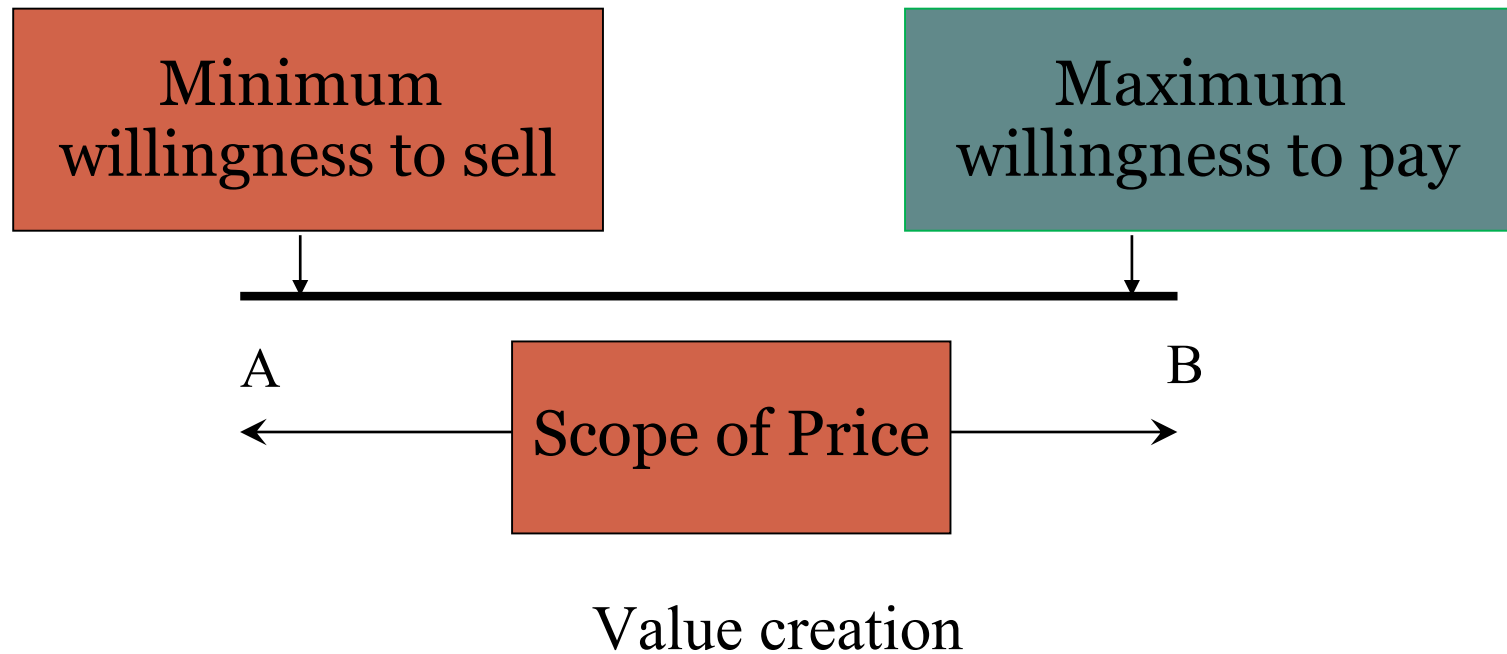 Minimum
willingness to sell
Maximum
willingness to pay
A
B
Scope of Price
Value creation